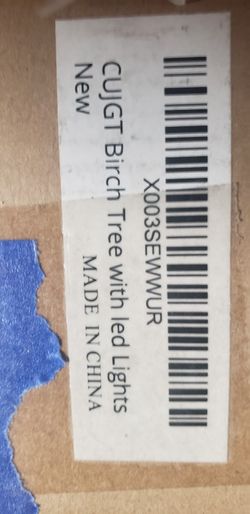 X003SEWWUR
CUJGT Birch Tree with led Lights
New
MADE IN CHINA